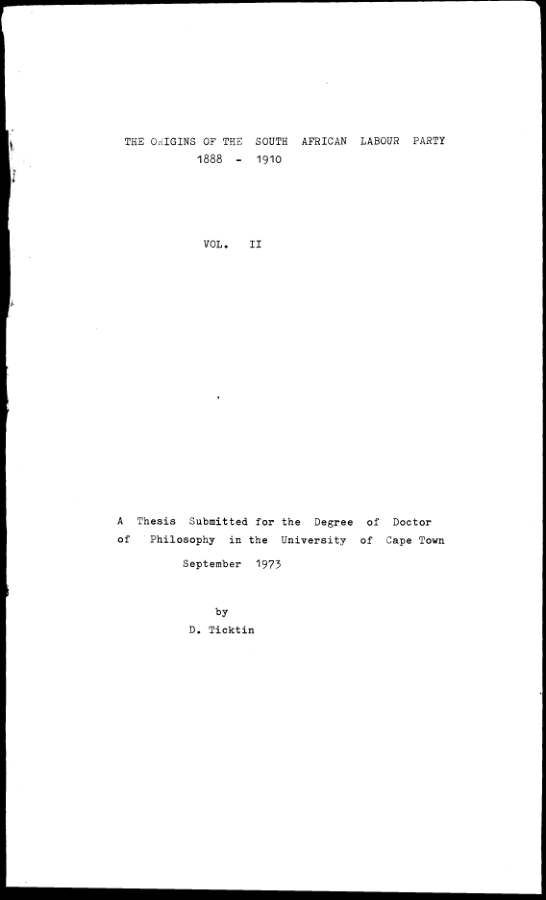 THE ORIGINS OF THE SOUTH AFRICAN LABOUR PARTY
1888 - 1910
VOL. II
A Thesis Submitted for the Degree of Doctor
of Philosophy in the University of Cape Town
September 1973
by
D. Ticktin